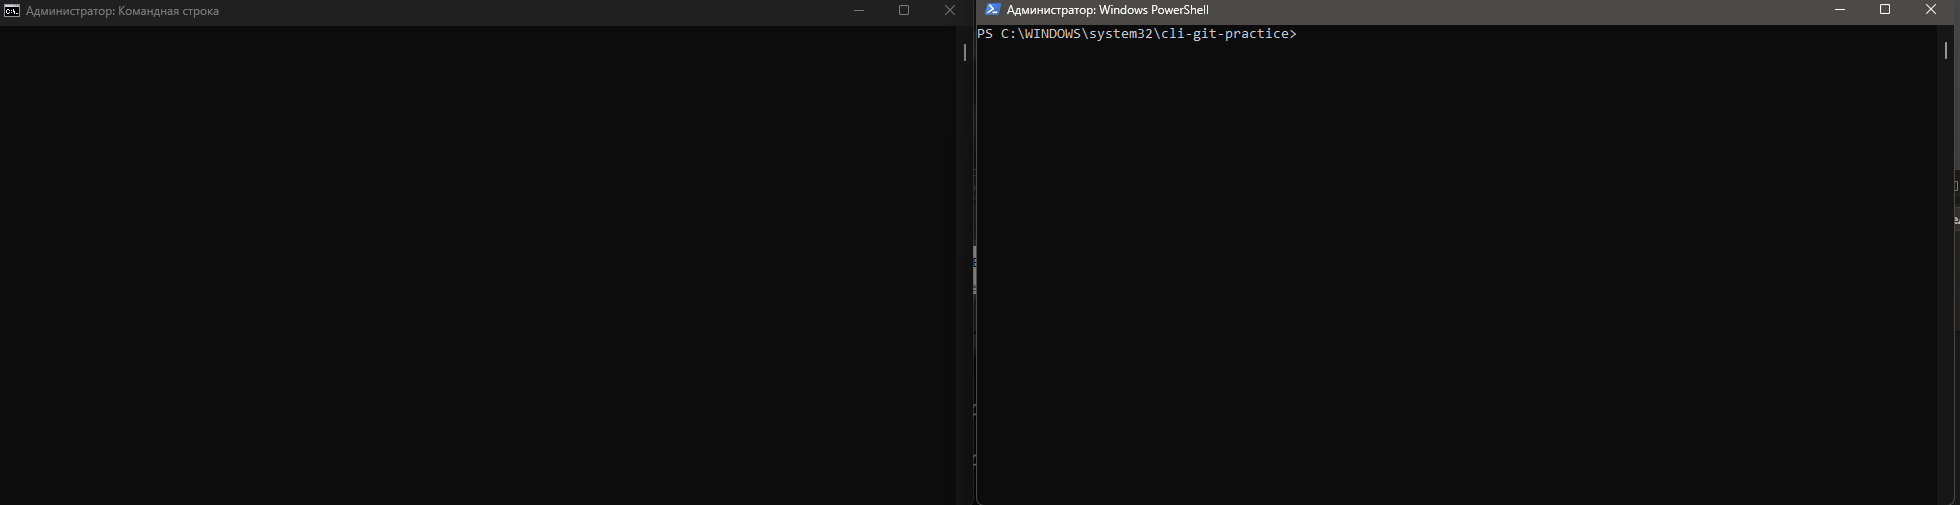 Администратор: Командная строка
Администратор: Windows PowerShell
PS C:\WINDOWS\system32\cli-git-practice>